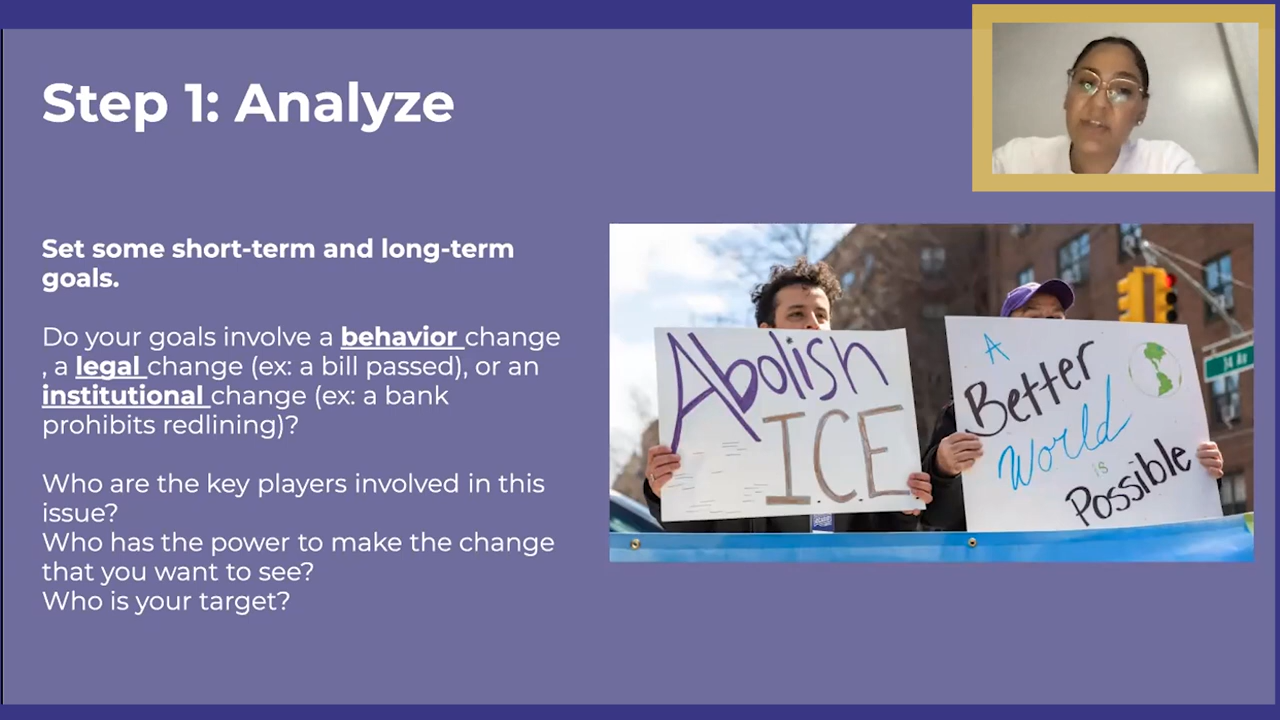 Step 1: Analyze
Set some short-term and long-term
goals.
Do your goals involve a behavior change
, a legal change (ex: a bill passed), or an
institutional change (ex: a bank
prohibits redlining)?
Who are the key players involved in this
issue?
Who has the power to make the change
that you want to see?
Who is your target?
Abolish
ICE
A
Better
World
is
Possible